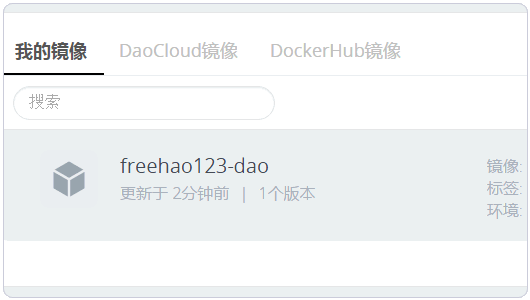 我的镜像 DaoCloud镜像 DockerHub镜像
搜索
freehao123-dao
更新于 2分钟前 | 1个版本
镜像:
标签:
环境: